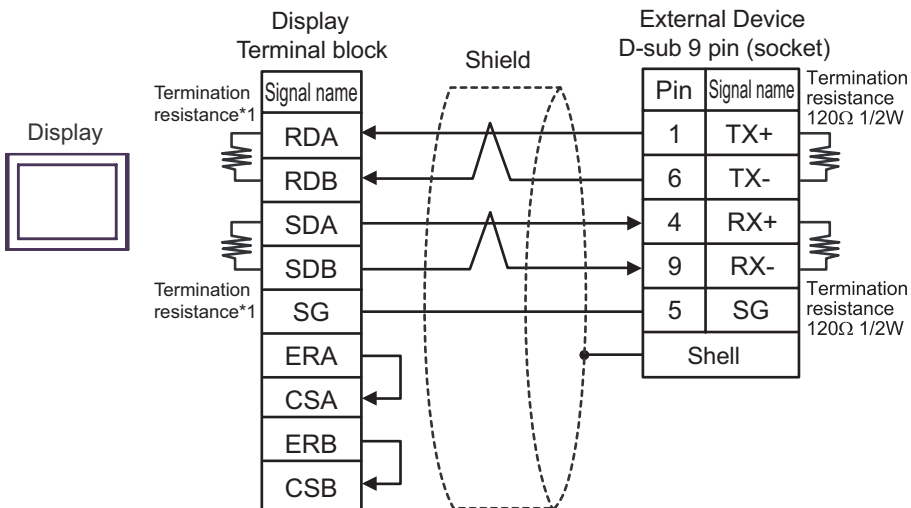 Display
Display
Terminal block
Shield
External Device
D-sub 9 pin (socket)
Termination
resistance*1
Termination
resistance*1
Signal name
RDA
RDB
SDA
SDB
SG
ERA
CSA
ERB
CSB
Pin Signal name
1 TX+
6 TX-
4 RX+
9 RX-
5 SG
Shell
Termination
resistance
120Ω 1/2W
Termination
resistance
120Ω 1/2W